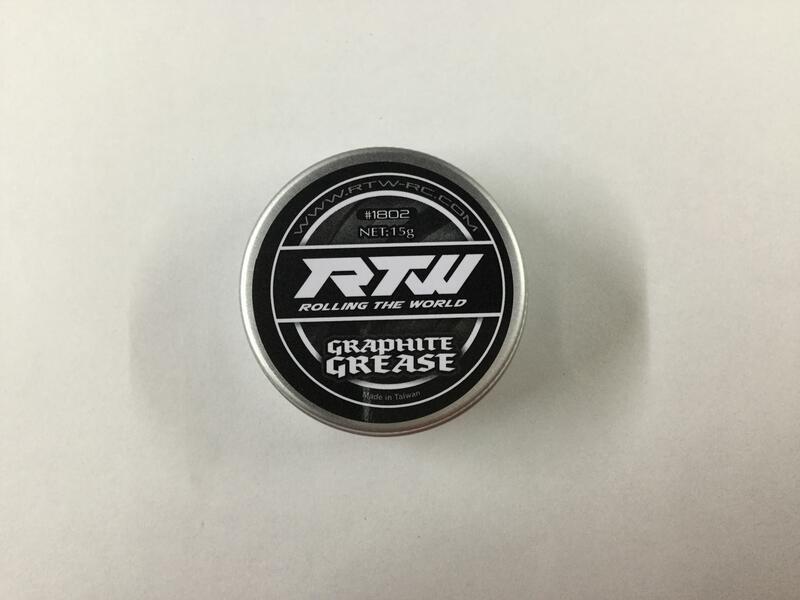 WWW.RTW-RC.COM
#1802
NET:15g
RTW
ROLLING THE WORLD
GRAPHITE
GREASE
Made in Taiwan